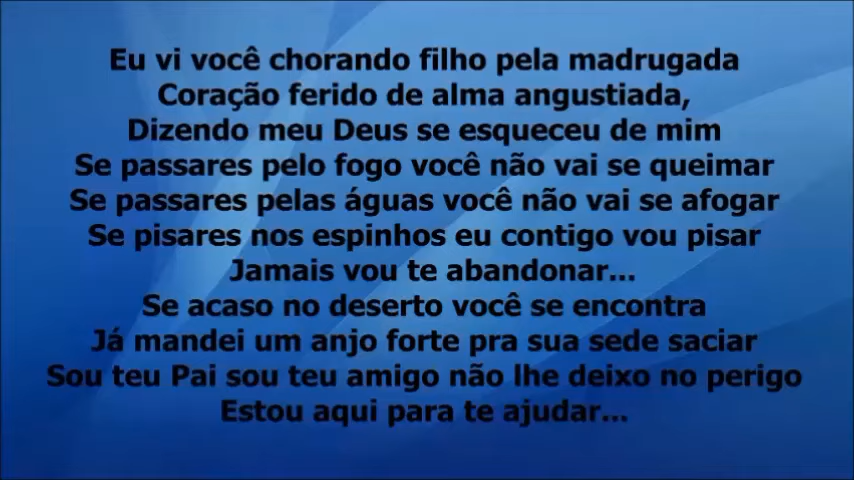 Eu vi você chorando filho pela madrugada
Coração ferido de alma angustiada,
Dizendo meu Deus se esqueceu de mim
Se passares pelo fogo você não vai se queimar
Se passares pelas águas você não vai se afogar
Se pisares nos espinhos eu contigo vou pisar
Jamais vou te abandonar...
Se acaso no deserto você se encontra
Já mandei um anjo forte pra sua sede saciar
Sou teu Pai sou teu amigo não lhe deixo no perigo
Estou aqui para te ajudar...